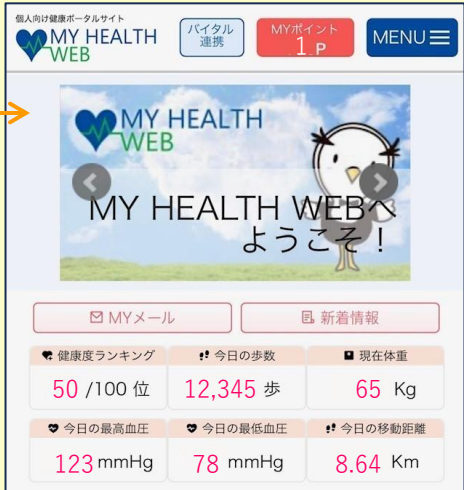 個人向け健康ポータルサイト
MY HEALTH
WEB
バイタル
連携
MYポイント
1 P
MENU
MY HEALTH
WEB
MY HEALTH WEBへ
ようこそ！
MYメール
新着情報
健康度ランキング
今日の歩数
現在体重
50 /100 位
12,345 歩
65 Kg
今日の最高血圧
今日の最低血圧
今日の移動距離
123 mmHg
78 mmHg
8.64 Km